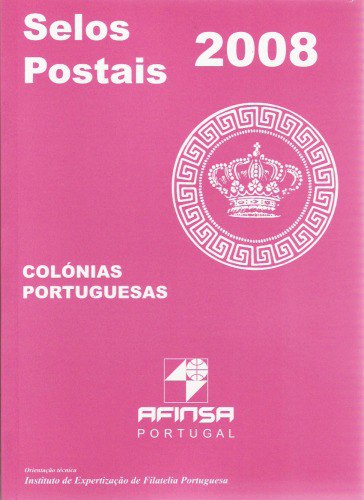 Selos
Postais
2008
COLÓNIAS
PORTUGUESAS
AFINSA
PORTUGAL
Orientação técnica
Instituto de Expertização de Filatelia Portuguesa